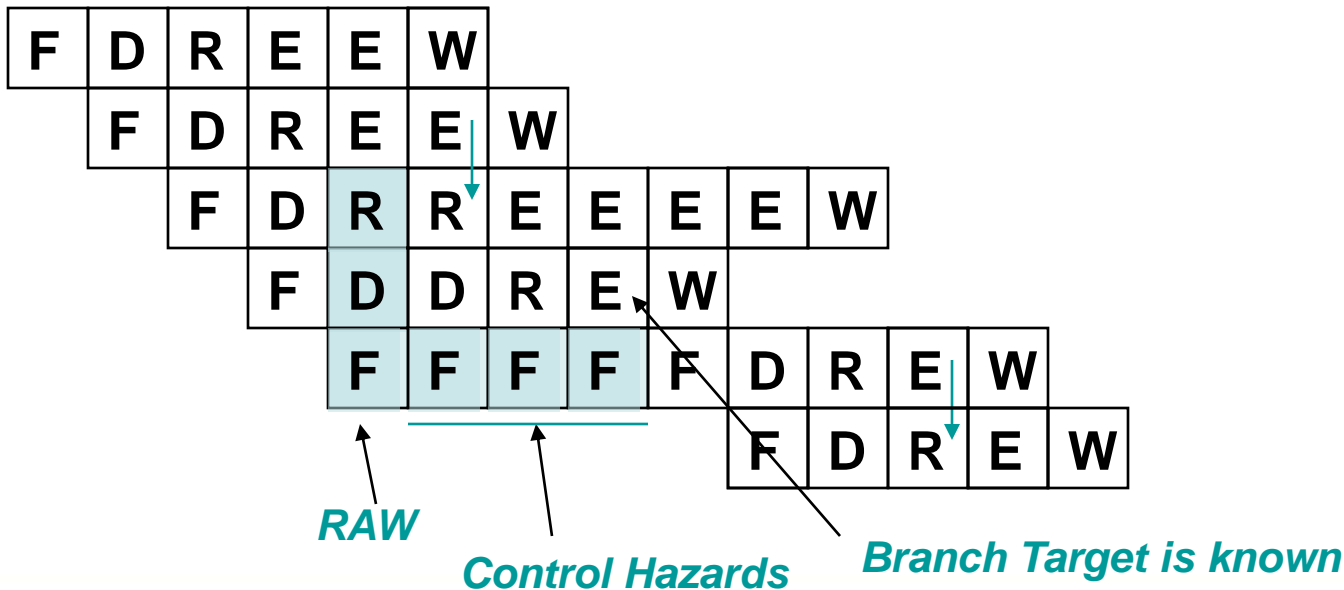 F D R E E W
F D R E E W
F D R R E E E E W
F D D R E W
F F F F F D R E W
F D R E W
RAW
Control Hazards
Branch Target is known